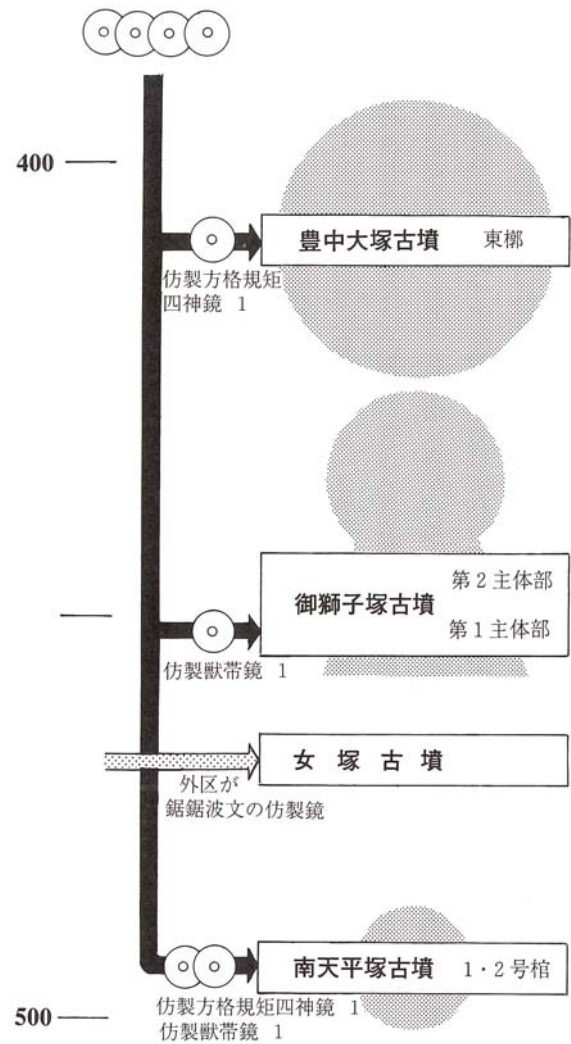 400
豊中大塚古墳 東槨
仿製方格規矩
四神鏡 1
第2主体部
御獅子塚古墳
第1主体部
仿製獣帯鏡 1
女塚古墳
外区が
鋸鋸波文の仿製鏡
南天平塚古墳 1・2号棺
仿製方格規矩四神鏡 1
仿製獣帯鏡 1
500